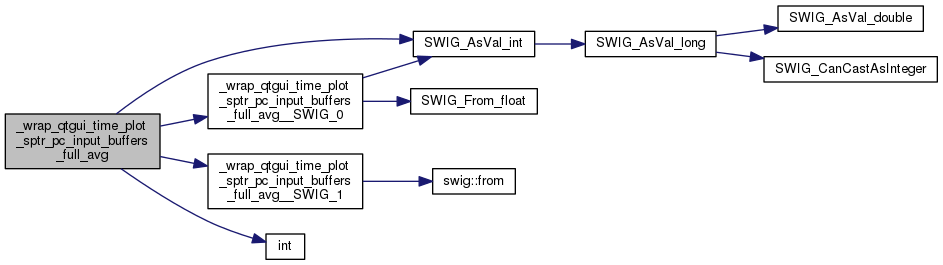 _wrap_qtgui_time_plot
_sptr_pc_input_buffers
_full_avg
SWIG_AsVal_int
_wrap_qtgui_time_plot
_sptr_pc_input_buffers
_full_avg__SWIG_0
_wrap_qtgui_time_plot
_sptr_pc_input_buffers
_full_avg__SWIG_1
int
SWIG_AsVal_long
SWIG_From_float
swig::from
SWIG_AsVal_double
SWIG_CanCastAsInteger